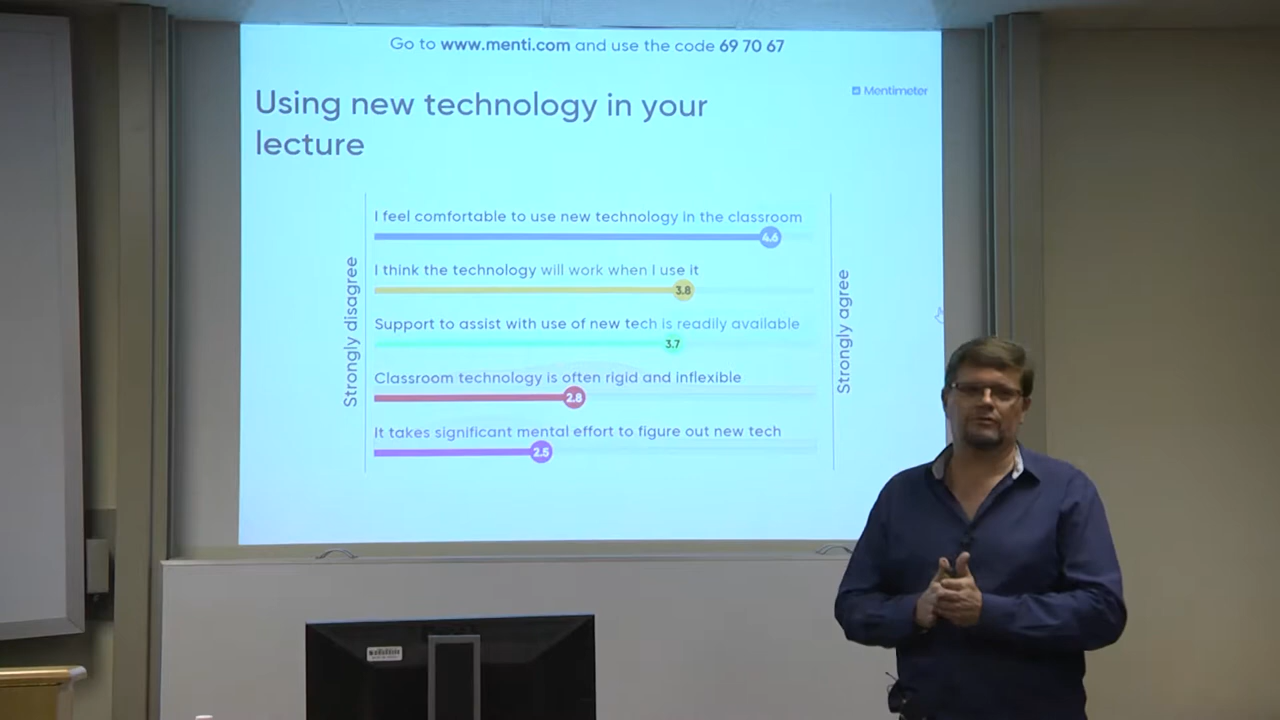 Go to www.menti.com and use the code 69 70 67
Mentimeter
Using new technology in your
lecture
Strongly disagree
I feel comfortable to use new technology in the classroom
4.6
I think the technology will work when I use it
3.8
Support to assist with use of new tech is readily available
3.7
Classroom technology is often rigid and inflexible
2.8
It takes significant mental effort to figure out new tech
2.5
Strongly agree